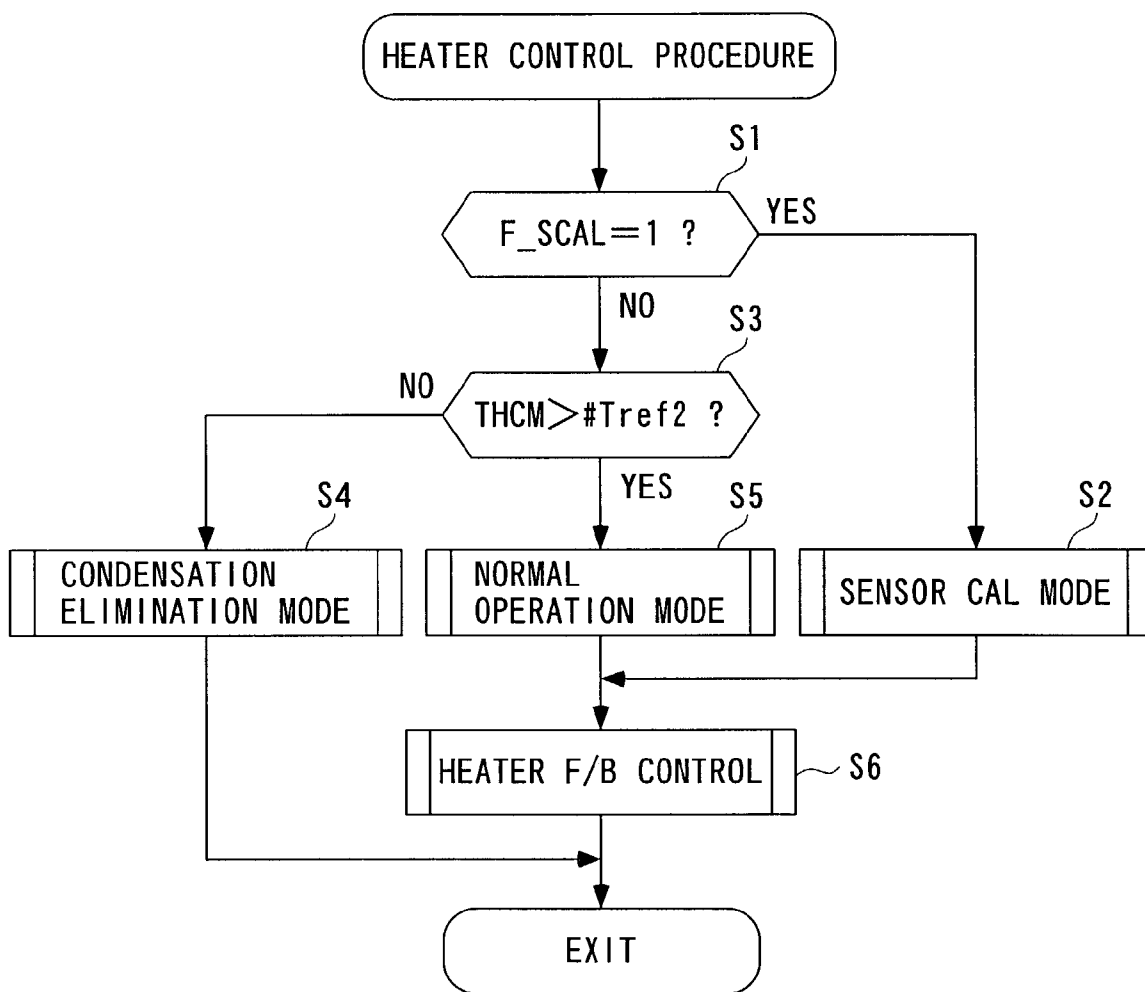 HEATER CONTROL PROCEDURE
S1
F_SCAL==1 ?
YES
NO
S3
NO
THCM>#Tref2 ?
YES
S4
S5
S2
CONDENSATION
ELIMINATION MODE
NORMAL
OPERATION MODE
SENSOR CAL MODE
HEATER F/B CONTROL
S6
EXIT